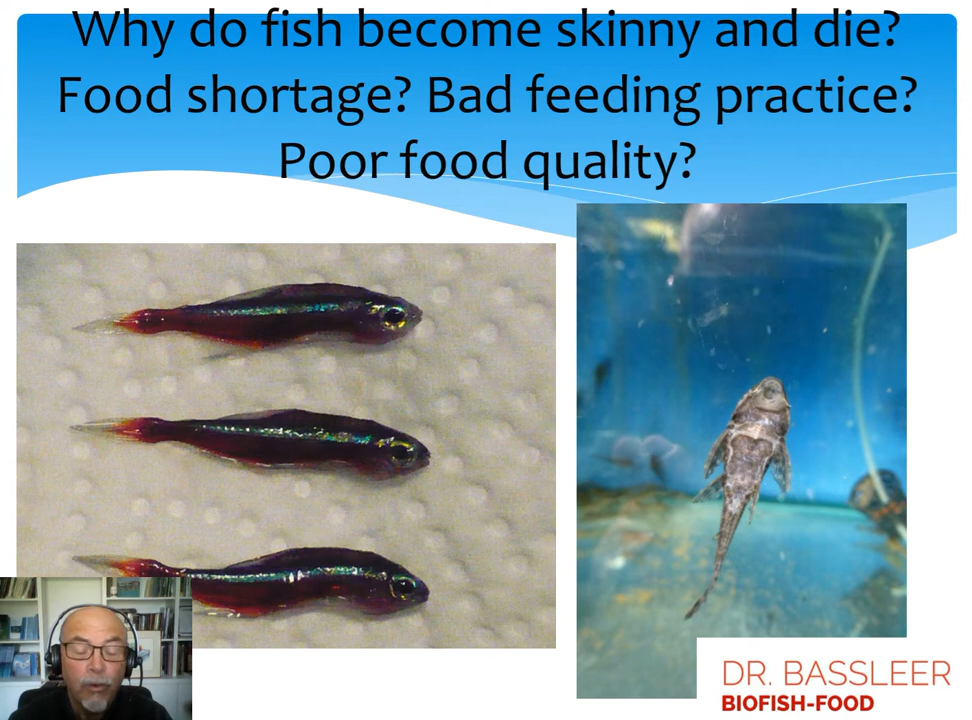 Why do fish become skinny and die?
Food shortage? Bad feeding practice?
Poor food quality?
DR. BASSLEER
BIOFISH-FOOD